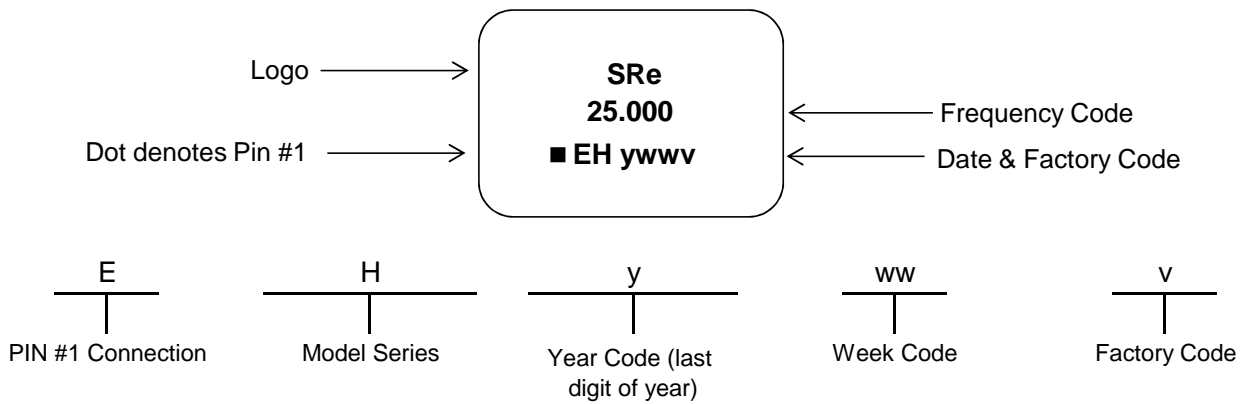 Logo
SRe
25.000
Frequency Code
Dot denotes Pin #1
■ EH ywwv
Date & Factory Code
E
H
y
ww
v
PIN #1 Connection
Model Series
Year Code (last
digit of year)
Week Code
Factory Code